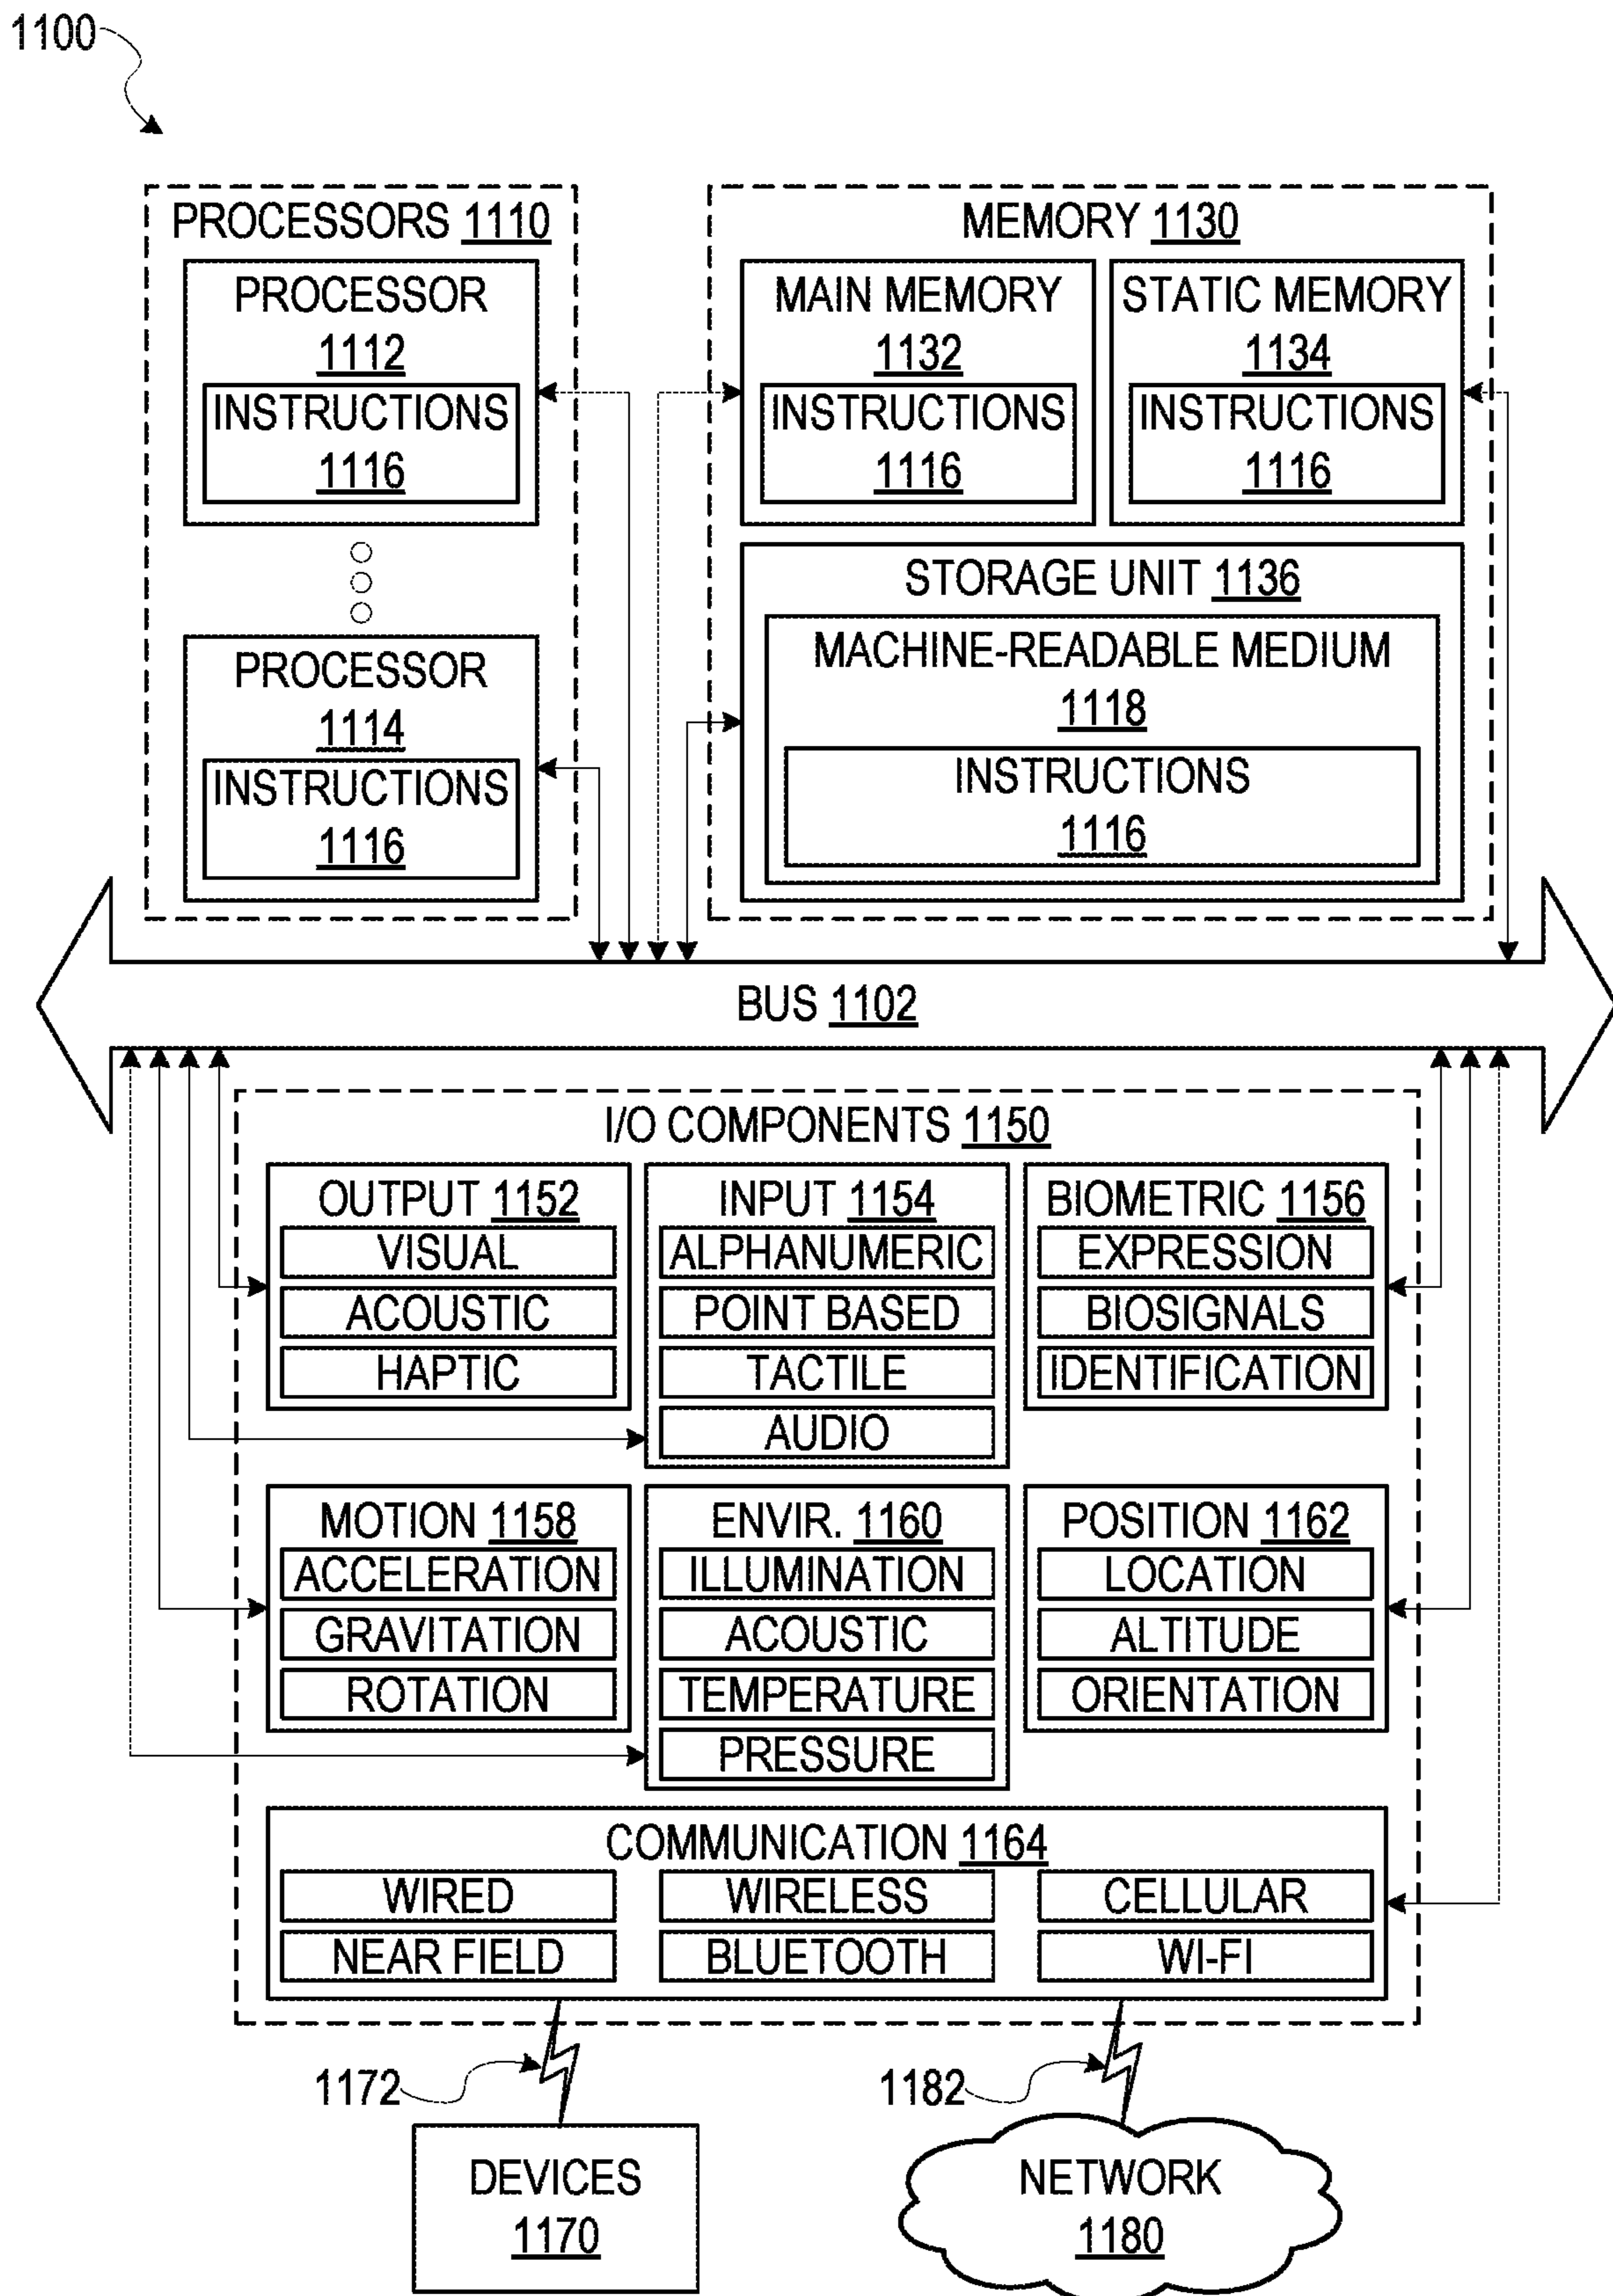 1100
PROCESSORS 1110
PROCESSOR
1112
INSTRUCTIONS
1116
PROCESSOR
1114
INSTRUCTIONS
1116
MEMORY 1130
MAIN MEMORY
1132
INSTRUCTIONS
1116
STATIC MEMORY
1134
INSTRUCTIONS
1116
STORAGE UNIT 1136
MACHINE-READABLE MEDIUM
1118
INSTRUCTIONS
1116
BUS 1102
I/O COMPONENTS 1150
OUTPUT 1152
VISUAL
ACOUSTIC
HAPTIC
INPUT 1154
ALPHANUMERIC
POINT BASED
TACTILE
AUDIO
BIOMETRIC 1156
EXPRESSION
BIOSIGNALS
IDENTIFICATION
MOTION 1158
ACCELERATION
GRAVITATION
ROTATION
ENVIR. 1160
ILLUMINATION
ACOUSTIC
TEMPERATURE
PRESSURE
POSITION 1162
LOCATION
ALTITUDE
ORIENTATION
COMMUNICATION 1164
WIRED
WIRELESS
CELLULAR
NEAR FIELD
BLUETOOTH
WI-FI
1172
1182
DEVICES
1170
NETWORK
1180